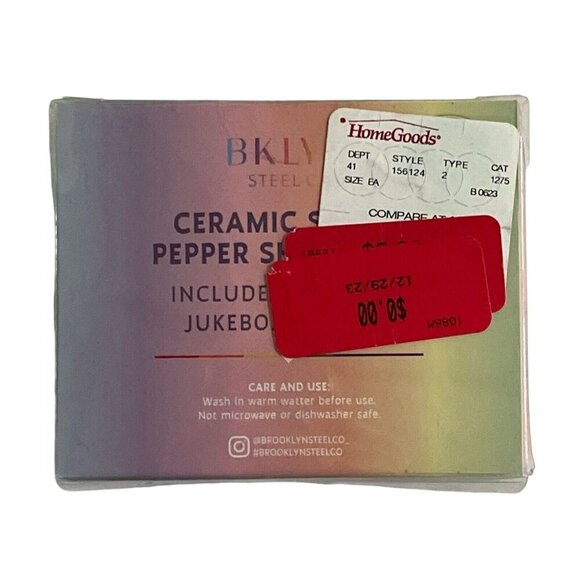 BKLY
STEEL C
CERAMIC S
PEPPER SH
INCLUDE
JUKEBO
CARE AND USE:
Wash in warm watter before use.
Not microwave or dishwasher safe.
@BROOKLYNSTEELCO_
#BROOKLYNSTEELCO
HomeGoods®
DEPT STYLE TYPE CAT
41 156124 2 1275
SIZE EA B0623
COMPARE AT
1086M
$0.00
12/29/23